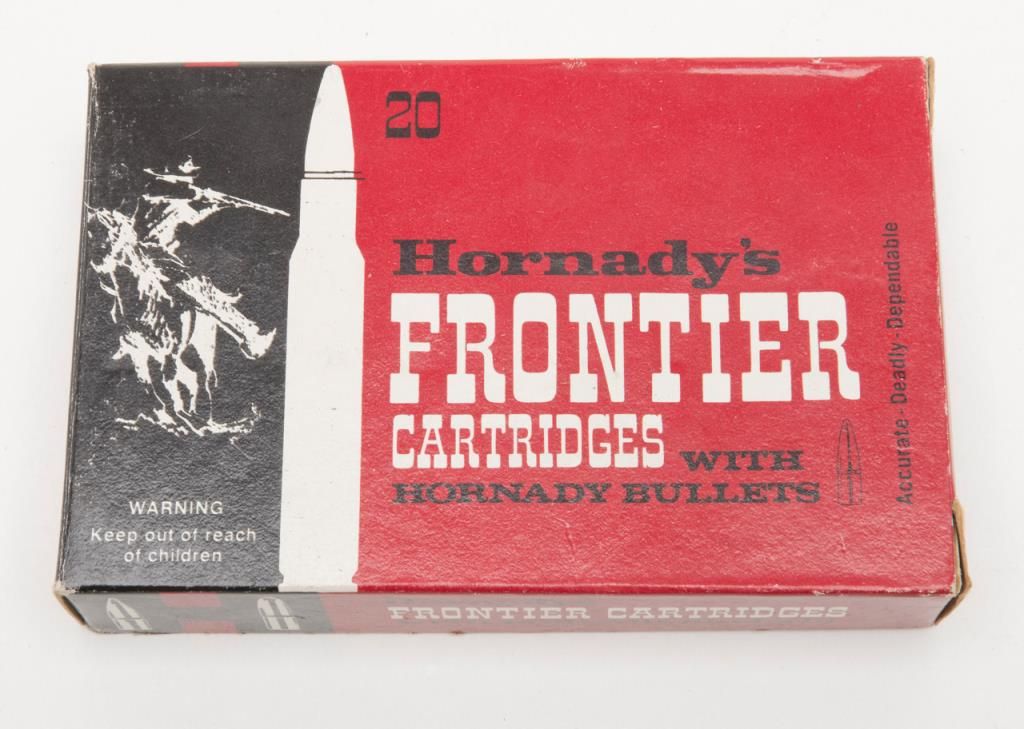 20
Hornady's
FRONTIER
CARTRIDGES
WITH
HORNADY BULLETS
Accurate-Deadly-Dependable
WARNING
Keep out of reach
of children
FRONTIER CARTRIDGES